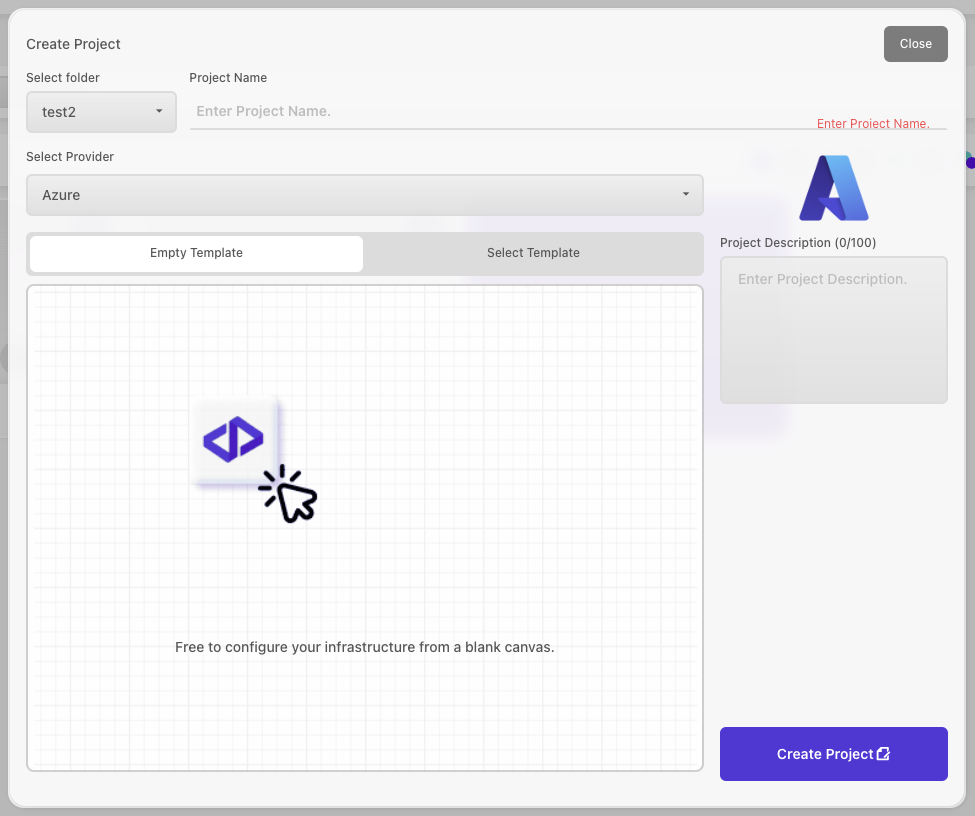 Create Project
Close
Select folder
Project Name
test2
Enter Project Name.
Enter Project Name.
Select Provider
Azure
Empty Template
Select Template
Project Description (0/100)
Enter Project Description.
Free to configure your infrastructure from a blank canvas.
Create Project